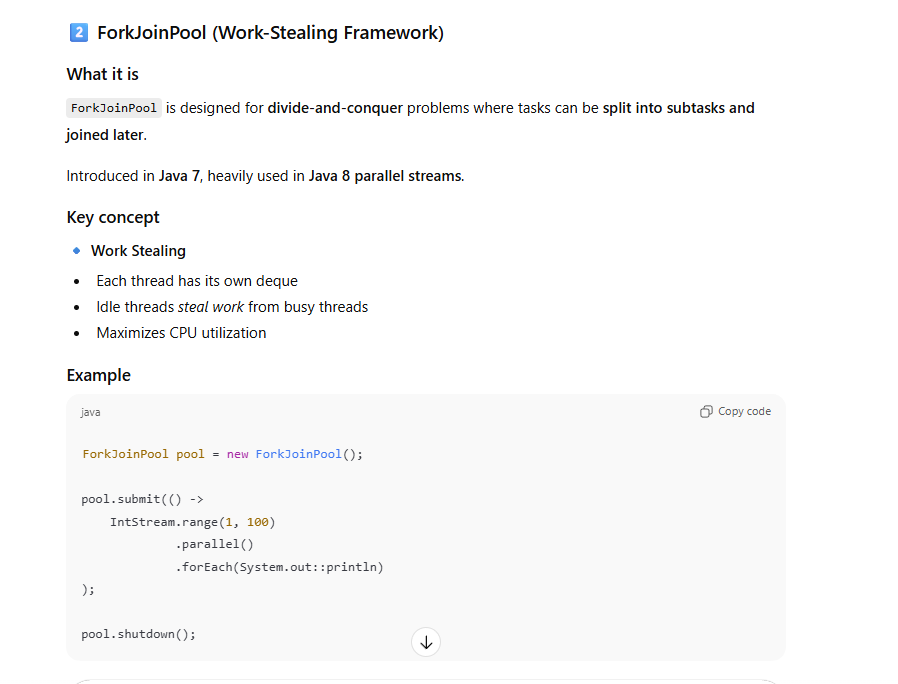 2 ForkJoinPool (Work-Stealing Framework)
What it is
ForkJoinPool is designed for divide-and-conquer problems where tasks can be split into subtasks and
joined later.
Introduced in Java 7, heavily used in Java 8 parallel streams.
Key concept
Work Stealing
Each thread has its own deque
Idle threads steal work from busy threads
Maximizes CPU utilization
Example
java
Copy code
ForkJoinPool pool = new ForkJoinPool();
pool.submit(() ->
    IntStream.range(1, 100)
             .parallel()
             .forEach(System.out::println)
);
pool.shutdown();